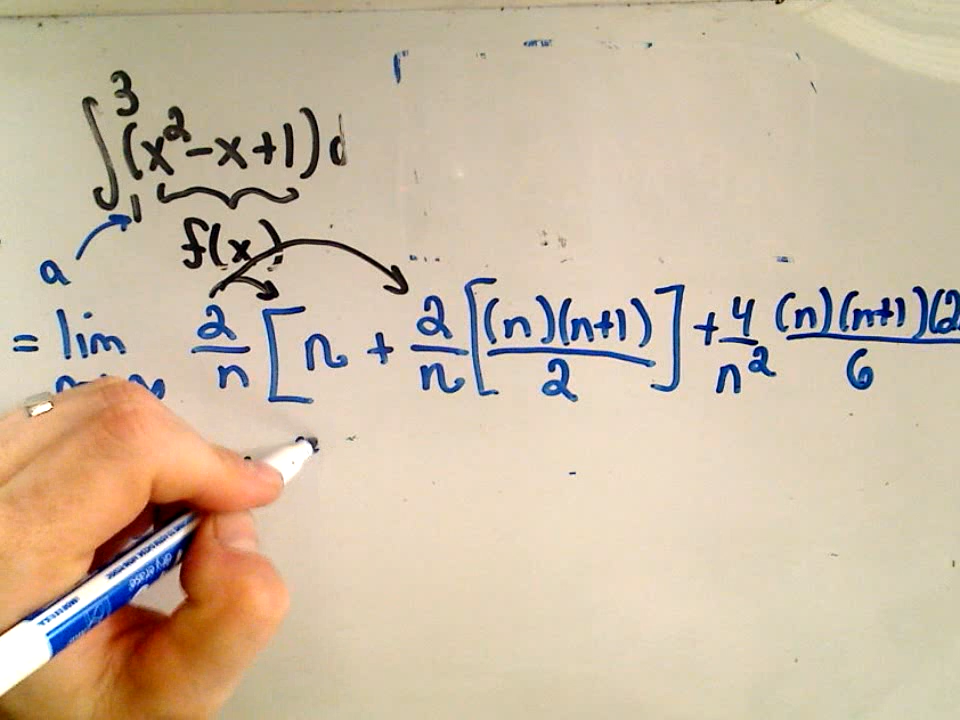 ∫₁³ (x² - x + 1) d
a
f(x)
= lim 2/n [ n + 2/n [ (n)(n+1)/2 ] + 4/n² (n)(n+1)(2/6